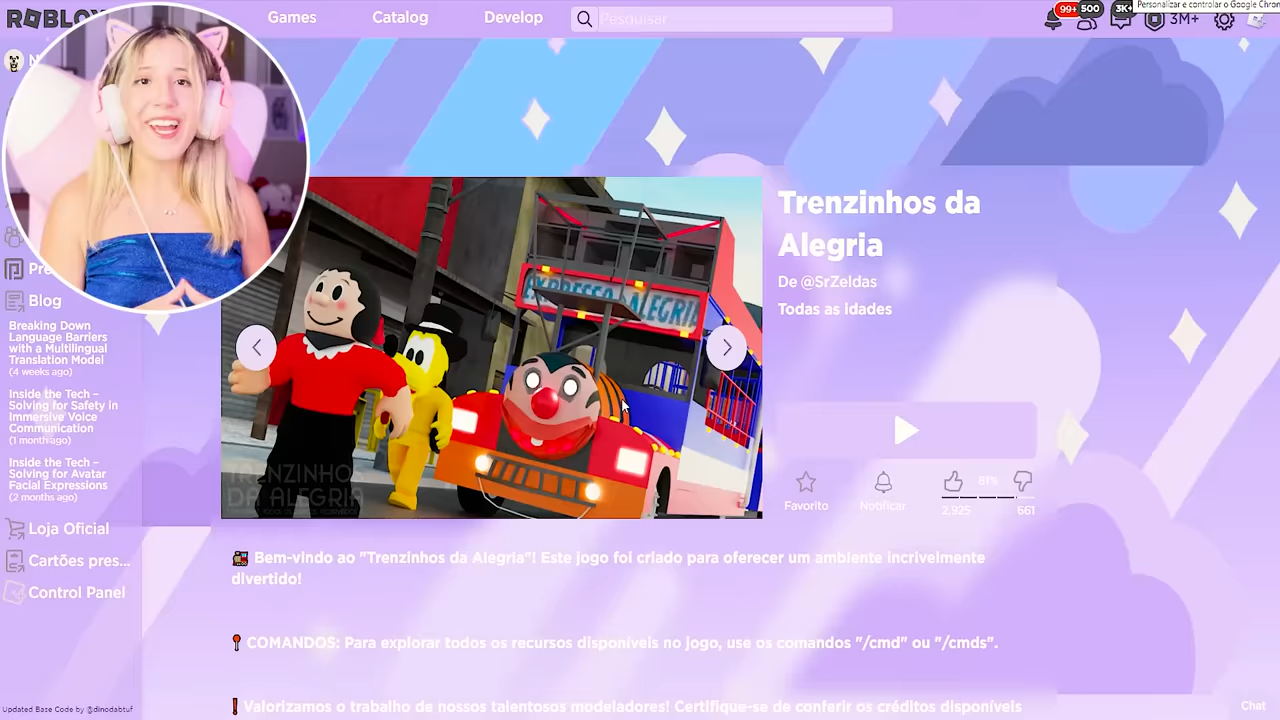 ROBLOX
Games
Catalog
Develop
Pesquisar
99+
500
3K+
3M+
Personalizar e controlar o Google Chrom
N
Pre
Blog
Breaking Down
Language Barriers
with a Multilingual
Translation Model
(4 weeks ago)
Inside the Tech –
Solving for Safety in
Immersive Voice
Communication
(1 month ago)
Inside the Tech –
Solving for Avatar
Facial Expressions
(2 months ago)
Loja Oficial
Cartões pres...
Control Panel
EXPRESSO ALEGRIA
TRENZINHOS
DA ALEGRIA
Trenzinhos da
Alegria
De @SrZeldas
Todas as idades
Favorito
Notificar
81%
2,925
661
Bem-vindo ao "Trenzinhos da Alegria"! Este jogo foi criado para oferecer um ambiente incrivelmente
divertido!
COMANDOS: Para explorar todos os recursos disponíveis no jogo, use os comandos "/cmd" ou "/cmds".
Valorizamos o trabalho de nossos talentosos modeladores! Certifique-se de conferir os créditos disponíveis
Updated Base Code by @dinodabtuf
Chat